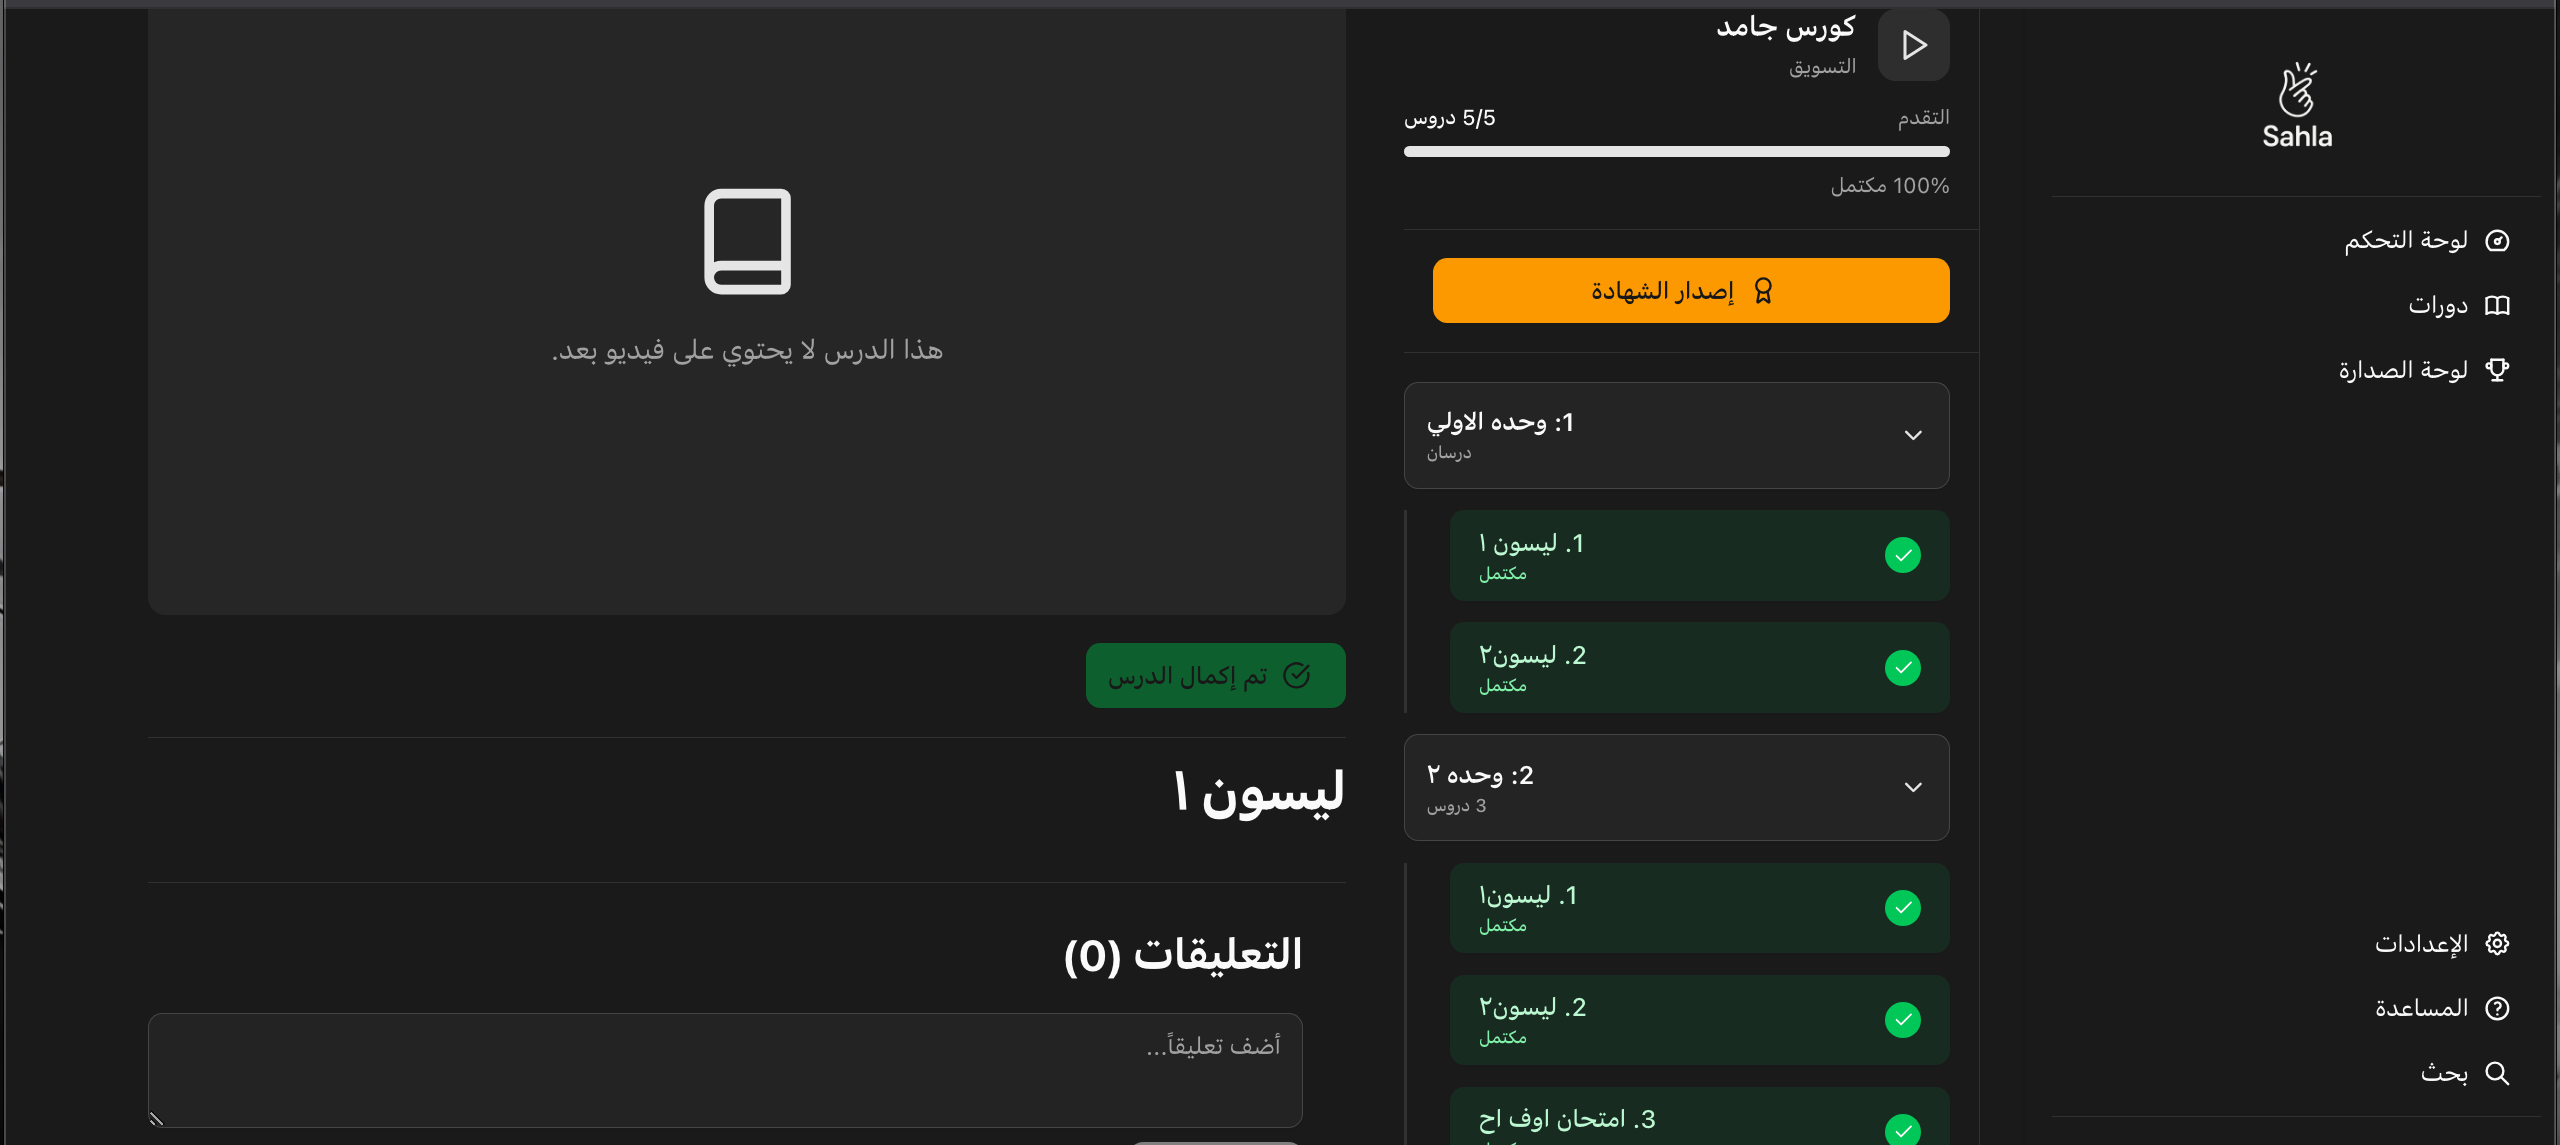 Sahla
لوحة التحكم
دورات
لوحة الصدارة
الإعدادات
المساعدة
بحث
كورس جامد
التسويق
التقدم
5/5 دروس
100% مكتمل
إصدار الشهادة
1: وحده الاولي
درسان
1. ليسون ١
مكتمل
2. ليسون٢
مكتمل
2: وحده ٢
3 دروس
1. ليسون١
مكتمل
2. ليسون٢
مكتمل
3. امتحان اوف اح
هذا الدرس لا يحتوي على فيديو بعد.
تم إكمال الدرس
ليسون ١
التعليقات (0)
أضف تعليقاً...